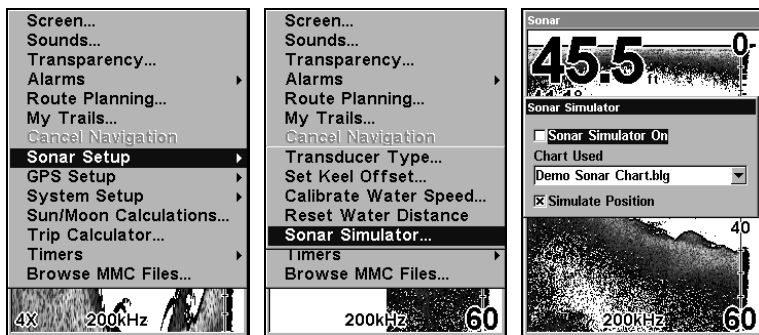 Screen...
Sounds...
Transparency...
Alarms
Route Planning...
My Trails...
Cancel Navigation
Sonar Setup
GPS Setup
System Setup
Sun/Moon Calculations...
Trip Calculator...
Timers
Browse MMC Files...
4X 200kHz
Screen...
Sounds...
Transparency...
Alarms
Route Planning...
My Trails...
Cancel Navigation
Transducer Type...
Set Keel Offset...
Calibrate Water Speed...
Reset Water Distance
Sonar Simulator...
Timers
Browse MMC Files...
200kHz 60
Sonar
45.5 ft 0
Sonar Simulator
Sonar Simulator On
Chart Used
Demo Sonar Chart.blg
Simulate Position
40
200kHz 60